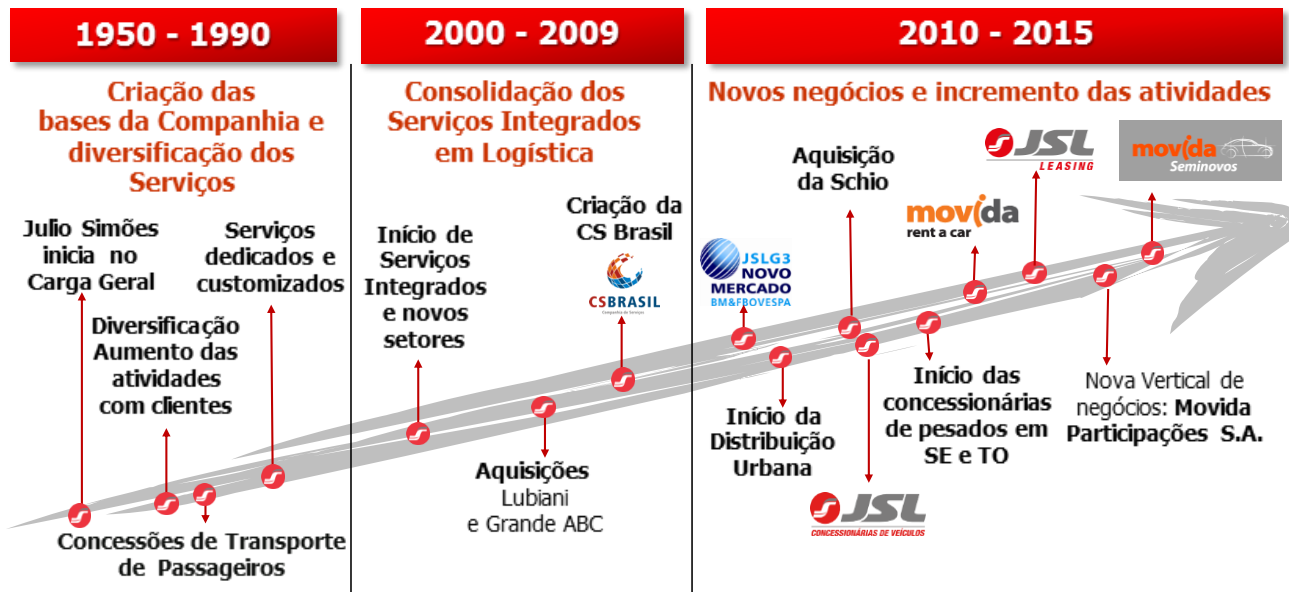 1950 - 1990
Criação das
bases da Companhia e
diversificação dos
Serviços
Julio Simões
inicia no
Carga Geral
Diversificação
Aumento das
atividades
com clientes
Serviços
dedicados e
customizados
Concessões de Transporte
de Passageiros
2000 - 2009
Consolidação dos
Serviços Integrados
em Logística
Início de
Serviços
Integrados
e novos
setores
Criação da
CS Brasil
CSBRASIL
Companhia de Serviços
Aquisições
Lubiani
e Grande ABC
2010 - 2015
Novos negócios e incremento das atividades
JSLG3
NOVO
MERCADO
BM&FBOVESPA
Início da
Distribuição
Urbana
Aquisição
da Schio
JSL
CONCESSIONÁRIAS DE VEÍCULOS
Início das
concessionárias
de pesados em
SE e TO
movida
rent a car
JSL
LEASING
Nova Vertical de
negócios: Movida
Participações S.A.
movida
Seminovos